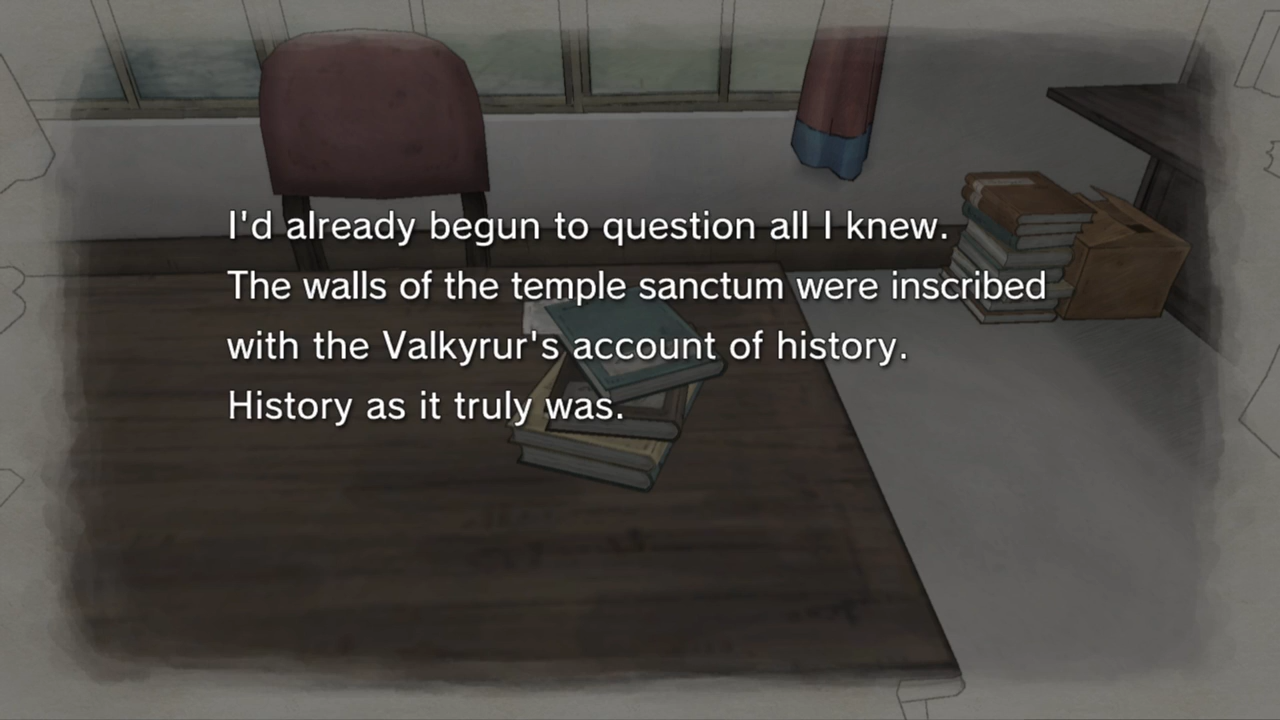 I'd already begun to question all I knew.
The walls of the temple sanctum were inscribed
with the Valkyrur's account of history.
History as it truly was.